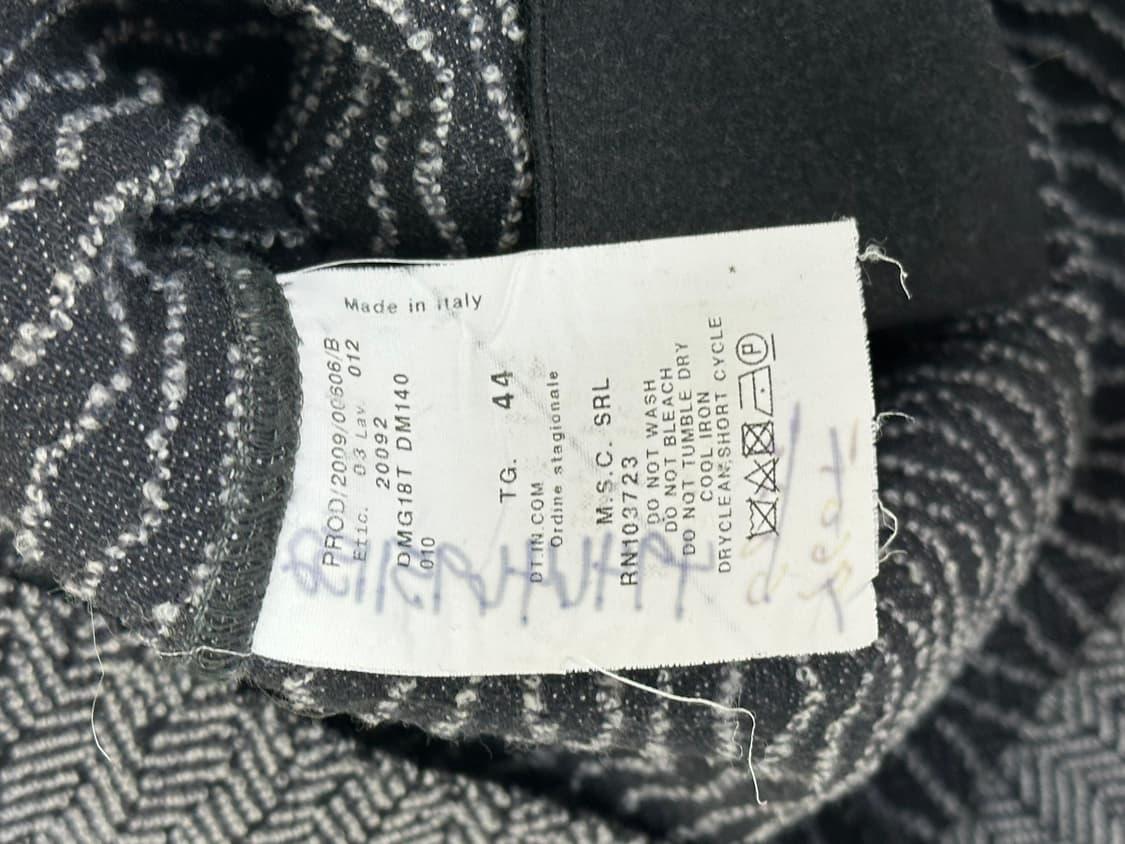 Made in Italy
PROD/2009/00606/B
Etic. 03 Lav 012
20092
DMG18T DM140
010
TG. 44
DT.IN.COM
Ordine stagionale
M.S.C. SRL
RN103723
DO NOT WASH
DO NOT BLEACH
DO NOT TUMBLE DRY
COOL IRON
DRYCLEAN;SHORT CYCLE
P